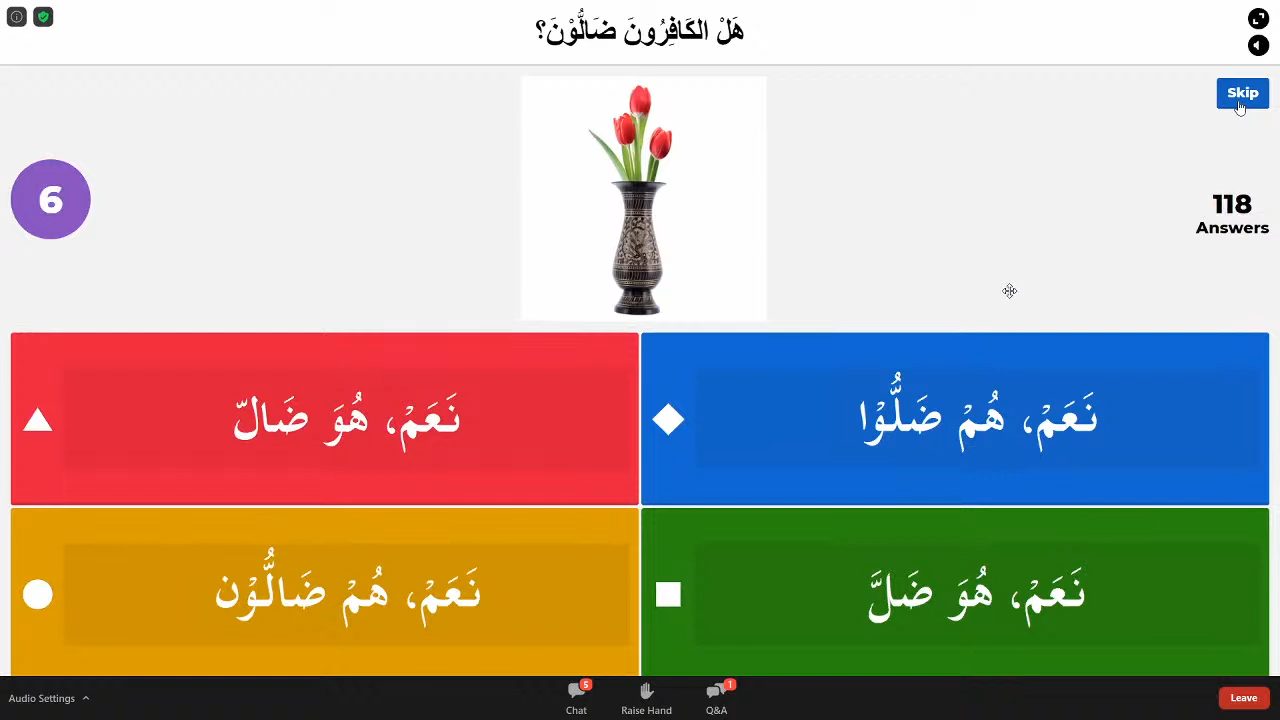 هَلْ الكَافِرُونَ ضَالُّوْنَ؟
Skip
6
118
Answers
نَعَمْ، هُوَ ضَالّ
نَعَمْ، هُمْ ضَلُّوْا
نَعَمْ، هُمْ ضَالُّوْن
نَعَمْ، هُوَ ضَلَّ
Audio Settings
5
Chat
Raise Hand
1
Q&A
Leave